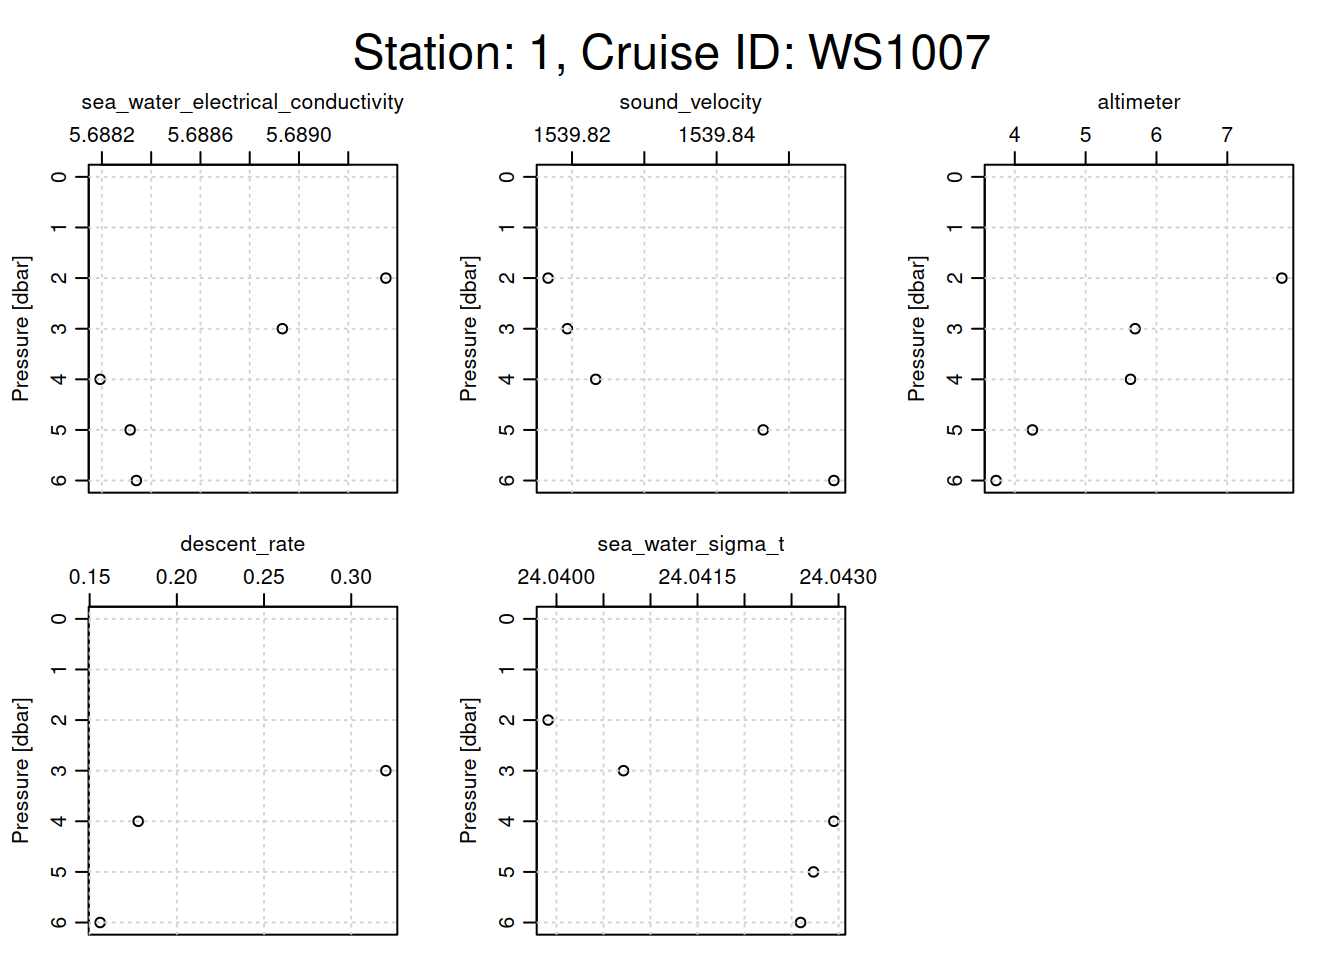 Station: 1, Cruise ID: WS1007
sea_water_electrical_conductivity
5.6882 5.6886 5.6890
0
1
2
3
4
5
6
Pressure [dbar]
sound_velocity
1539.82 1539.84
0
1
2
3
4
5
6
Pressure [dbar]
altimeter
4 5 6 7
0
1
2
3
4
5
6
Pressure [dbar]
descent_rate
0.15 0.20 0.25 0.30
0
1
2
3
4
5
6
Pressure [dbar]
sea_water_sigma_t
24.0400 24.0415 24.0430
0
1
2
3
4
5
6
Pressure [dbar]